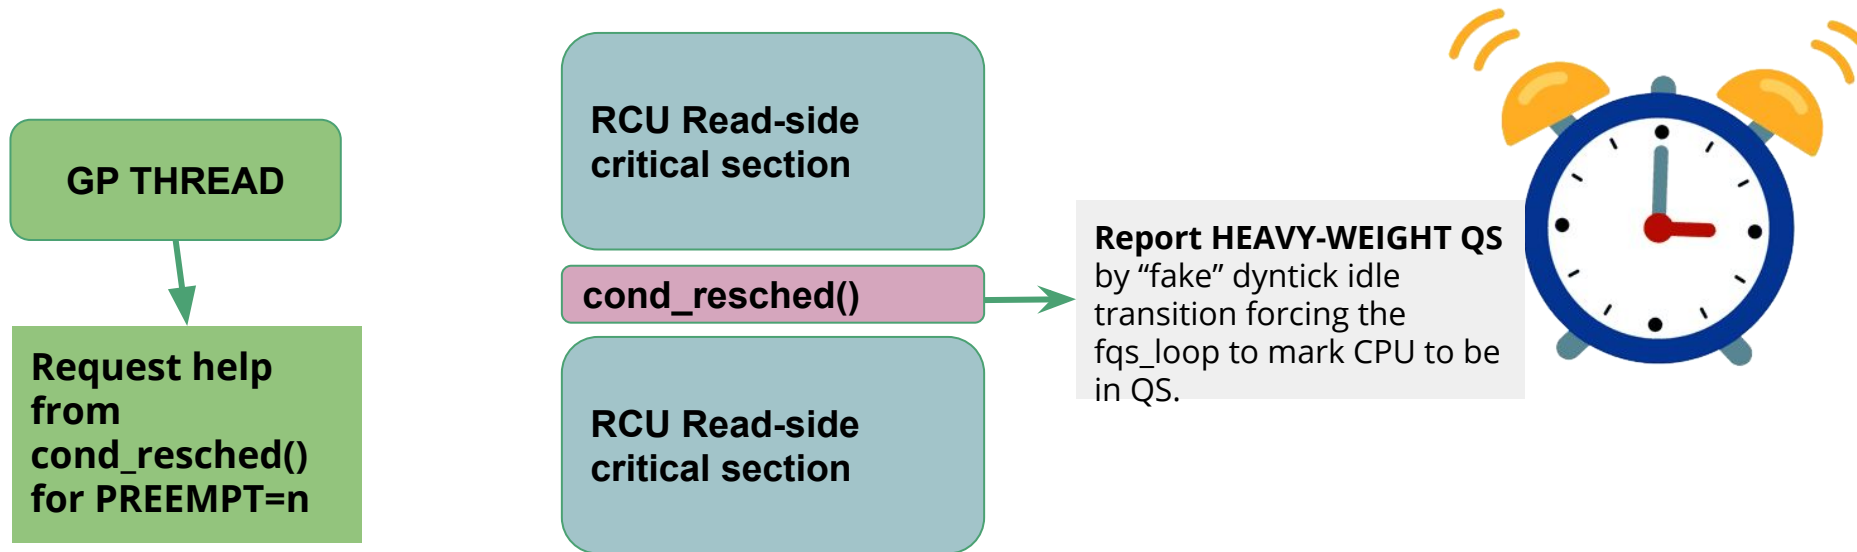 GP THREAD
Request help
from
cond_resched()
for PREEMPT=n
RCU Read-side
critical section
cond_resched()
RCU Read-side
critical section
Report HEAVY-WEIGHT QS
by “fake” dyntick idle
transition forcing the
fqs_loop to mark CPU to be
in QS.